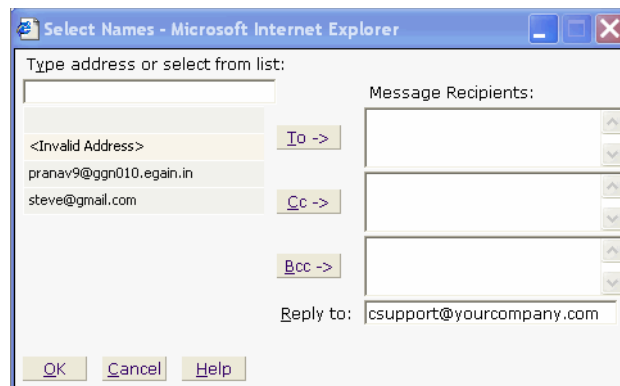 Select Names - Microsoft Internet Explorer
Type address or select from list:
Message Recipients:
<Invalid Address>
To ->
pranav9@ggn010.egain.in
steve@gmail.com
Cc ->
Bcc ->
Reply to: csupport@yourcompany.com
OK Cancel Help